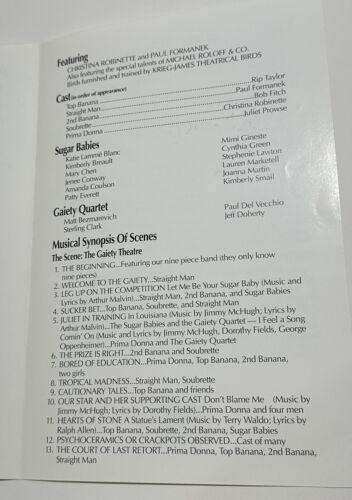 Featuring
CHRISTINA ROBINETTE and PAUL FORMANEK
Also featuring the special talents of MICHAEL ROLOFF & CO.
Birds furnished and trained by KRIEG-JAMES THEATRICAL BIRDS
Cast (in order of appearance)
Top Banana...Rip Taylor
Straight Man...Paul Formanek
2nd Banana...Bob Fitch
Soubrette...Christina Robinette
Prima Donna...Juliet Prowse
Sugar Babies
Katie Lammé Blanc Mimi Gineste
Kimberly Breault Cynthia Green
Mary Chen Stephenie Lawton
Jenee Conway Lauren Marketell
Amanda Coulson Joanna Martin
Patty Everett Kimberly Smail
Gaiety Quartet
Matt Bezmarevich Paul Del Vecchio
Sterling Clark Jeff Doherty
Musical Synopsis Of Scenes
The Scene: The Gaiety Theatre
1. THE BEGINNING...Featuring our nine piece band (they only know
nine pieces)
2. WELCOME TO THE GAIETY...Straight Man
3. LEG UP ON THE COMPETITION Let Me Be Your Sugar Baby (Music and
Lyrics by Arthur Malvin)...Straight Man, 2nd Banana, and Sugar Babies
4. SUCKER BET...Top Banana, Soubrette, and Straight Man
5. JULIET IN TRAINING In Louisiana (Music by Jimmy McHugh; Lyrics by
Arthur Malvin)...The Sugar Babies and the Gaiety Quartet — I Feel a Song
Comin' On (Music and Lyrics by Jimmy McHugh, Dorothy Fields, George
Oppenheimer)...Prima Donna and The Gaiety Quartet
6. THE PRIZE IS RIGHT...2nd Banana and Soubrette
7. BORED OF EDUCATION...Prima Donna, Top Banana, 2nd Banana,
two girls
8. TROPICAL MADNESS...Straight Man, Soubrette
9. CAUTIONARY TALES...Top Banana and friends
10. OUR STAR AND HER SUPPORTING CAST Don't Blame Me (Music by
Jimmy McHugh; Lyrics by Dorothy Fields)...Prima Donna and four men
11. HEARTS OF STONE A Statue's Lament (Music by Terry Waldo; Lyrics by
Ralph Allen)...Top Banana, Soubrette, 2nd Banana, Sugar Babies
12. PSYCHOCERAMICS OR CRACKPOTS OBSERVED...Cast of many
13. THE COURT OF LAST RETORT...Prima Donna, Top Banana, 2nd Banana,
Straight Man